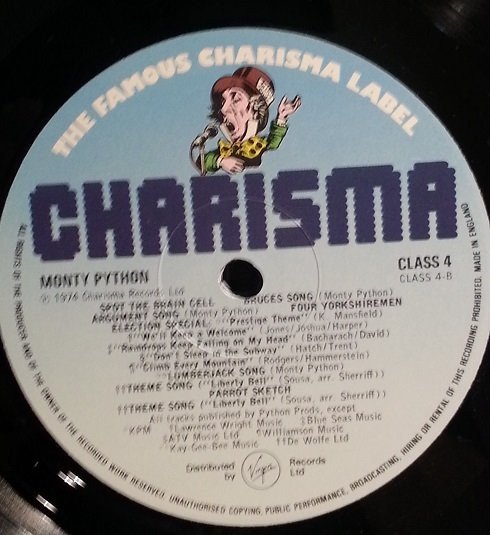 THE FAMOUS CHARISMA LABEL
CHARISMA
MONTY PYTHON
CLASS 4
CLASS 4-B
℗ 1974 Charisma Records Ltd
SPOT THE BRAIN CELL BRUCES SONG (Monty Python)
ARGUMENT SONG (Monty Python) FOUR YORKSHIREMEN
ELECTION SPECIAL: "Prestige Theme" (K. Mansfield)
"We'll Keep a Welcome" (Jones/Joshua/Harper)
"Raindrops Keep Falling on My Head" (Bacharach/David)
"Don't Sleep in the Subway" (Hatch/Trent)
"Climb Every Mountain" (Rodgers/Hammerstein)
LUMBERJACK SONG (Monty Python)
††THEME SONG ("Liberty Bell" (Sousa, arr. Sherriff))
PARROT SKETCH
††THEME SONG ("Liberty Bell" (Sousa, arr. Sherriff))
All tracks published by Python Prods, except
KPM Lawrence Wright Music Blue Seas Music
ATV Music Ltd Williamson Music
Kay-Gee-Bee Music ††De Wolfe Ltd
Distributed by Virgin Records Ltd
ALL RIGHTS OF THE PRODUCER AND OF THE OWNER OF THE RECORDED WORK RESERVED. UNAUTHORISED COPYING, PUBLIC PERFORMANCE, BROADCASTING, HIRING OR RENTAL OF THIS RECORDING PROHIBITED. MADE IN ENGLAND